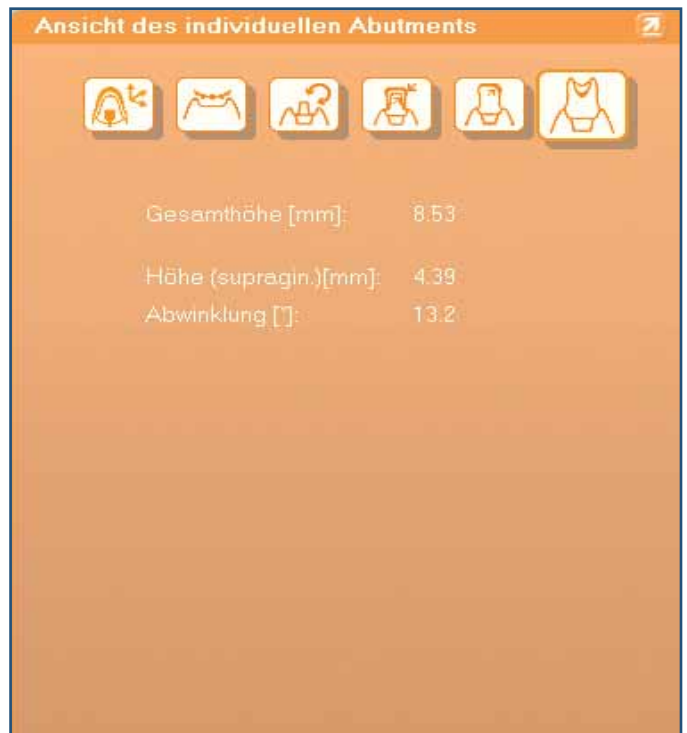 Ansicht des individuellen Abutments
Gesamthöhe [mm]: 8.53
Höhe (supragin.)[mm]: 4.39
Abwinklung [°]: 13.2